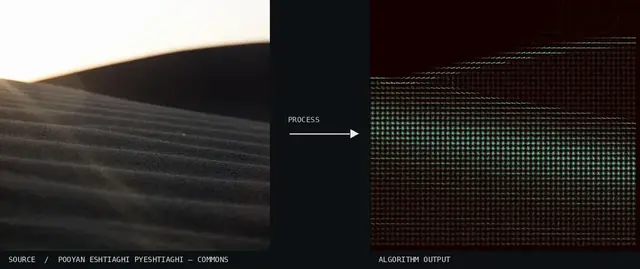 PROCESS
SOURCE / POOYAN ESHTIAGHI PYESHTIAGHI — COMMONS
ALGORITHM OUTPUT